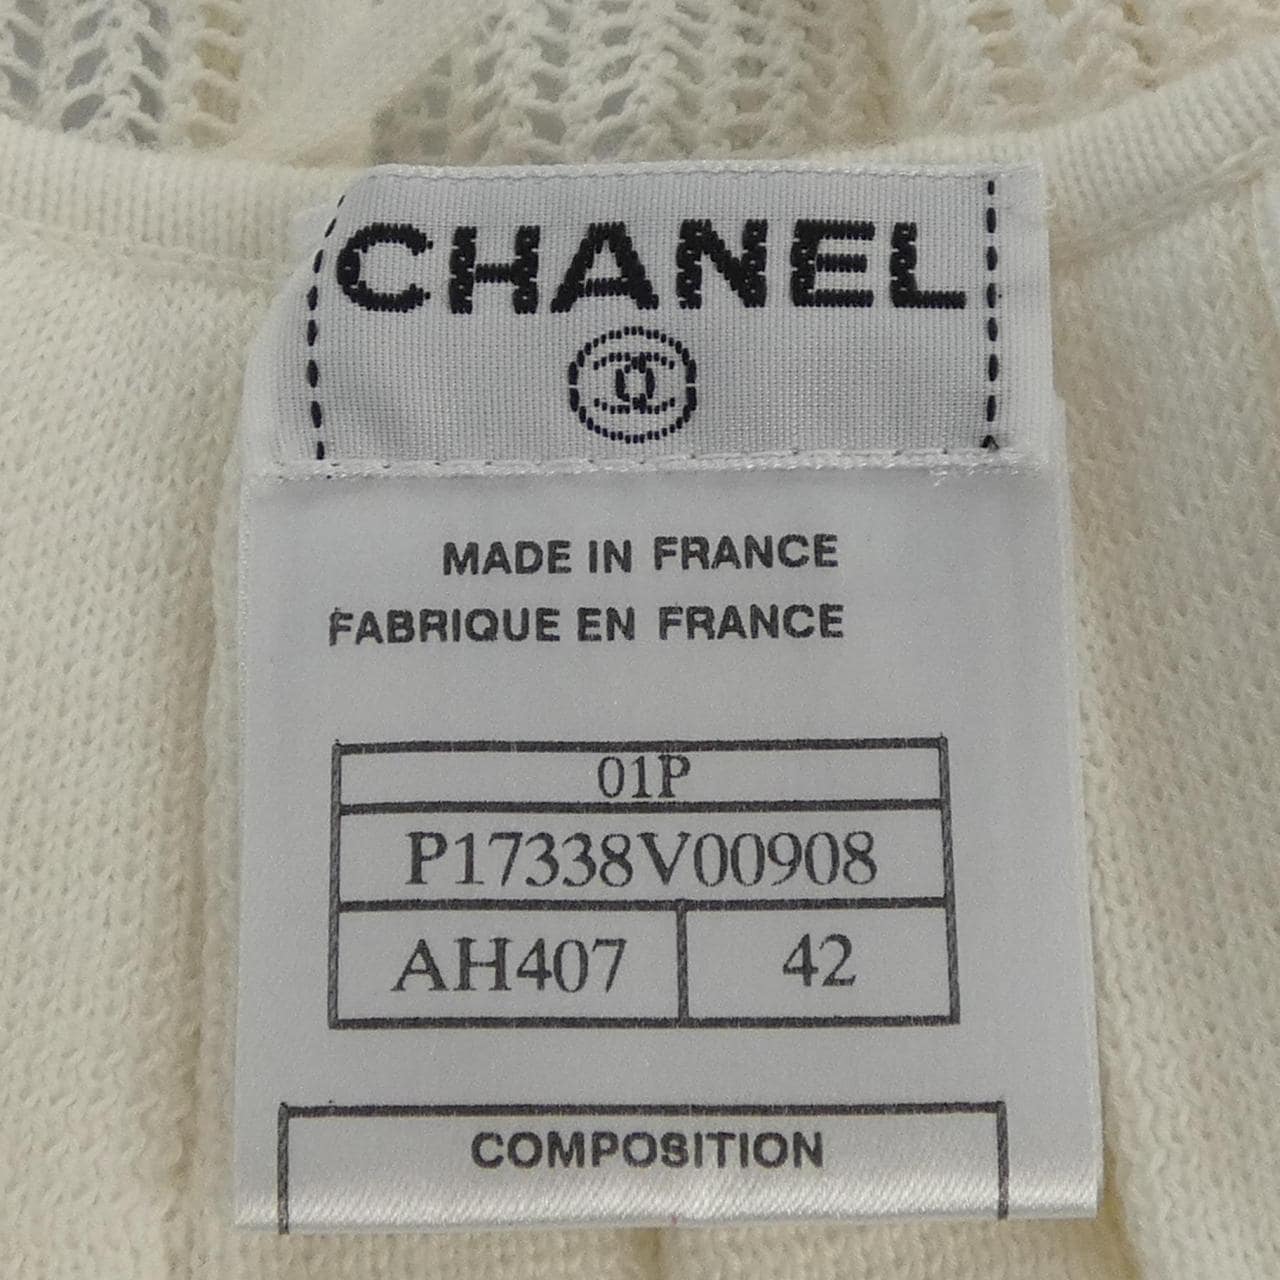 CHANEL
MADE IN FRANCE
FABRIQUE EN FRANCE
01P
P17338V00908
AH407 42
COMPOSITION